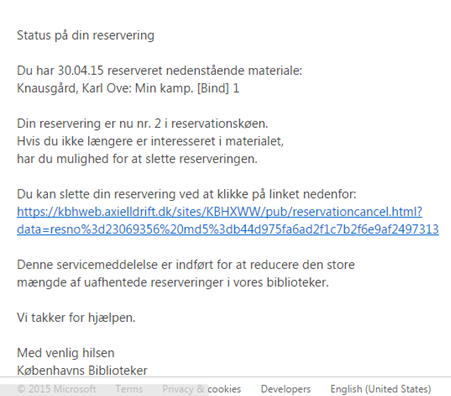 Status på din reservering
Du har 30.04.15 reserveret nedenstående materiale:
Knausgård, Karl Ove: Min kamp. [Bind] 1
Din reservering er nu nr. 2 i reservationskøen.
Hvis du ikke længere er interesseret i materialet,
har du mulighed for at slette reserveringen.
Du kan slette din reservering ved at klikke på linket nedenfor:
https://kbhweb.axielldrift.dk/sites/KBHXWW/pub/reservationcancel.html?
data=resno%3d23069356%20md5%3db44d975fa6ad2f1c7b2f6e9af2497313
Denne servicemeddelelse er indført for at reducere den store
mængde af uafhentede reserveringer i vores biblioteker.
Vi takker for hjælpen.
Med venlig hilsen
Københavns Biblioteker
© 2015 Microsoft Terms Privacy & cookies Developers English (United States)